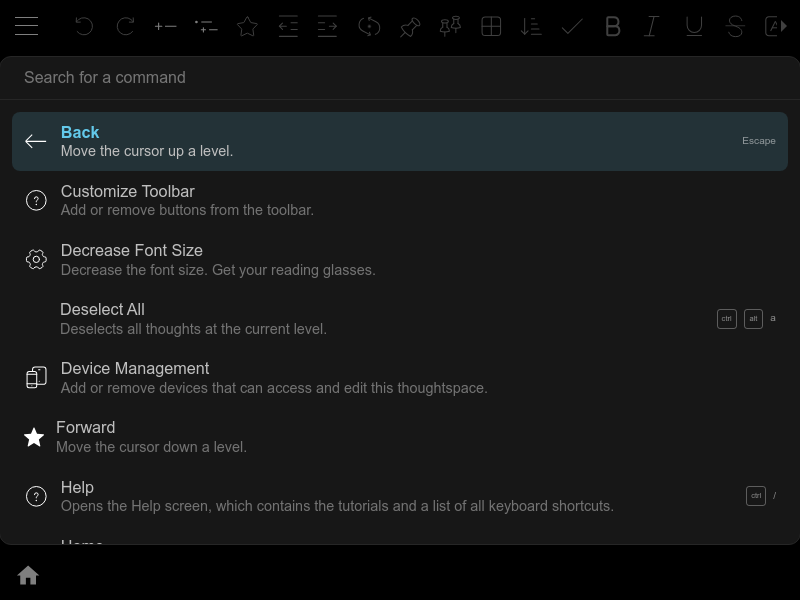 Search for a command
Back
Move the cursor up a level.
Escape
Customize Toolbar
Add or remove buttons from the toolbar.
Decrease Font Size
Decrease the font size. Get your reading glasses.
Deselect All
Deselects all thoughts at the current level.
ctrl alt a
Device Management
Add or remove devices that can access and edit this thoughtspace.
Forward
Move the cursor down a level.
Help
Opens the Help screen, which contains the tutorials and a list of all keyboard shortcuts.
ctrl /
Home